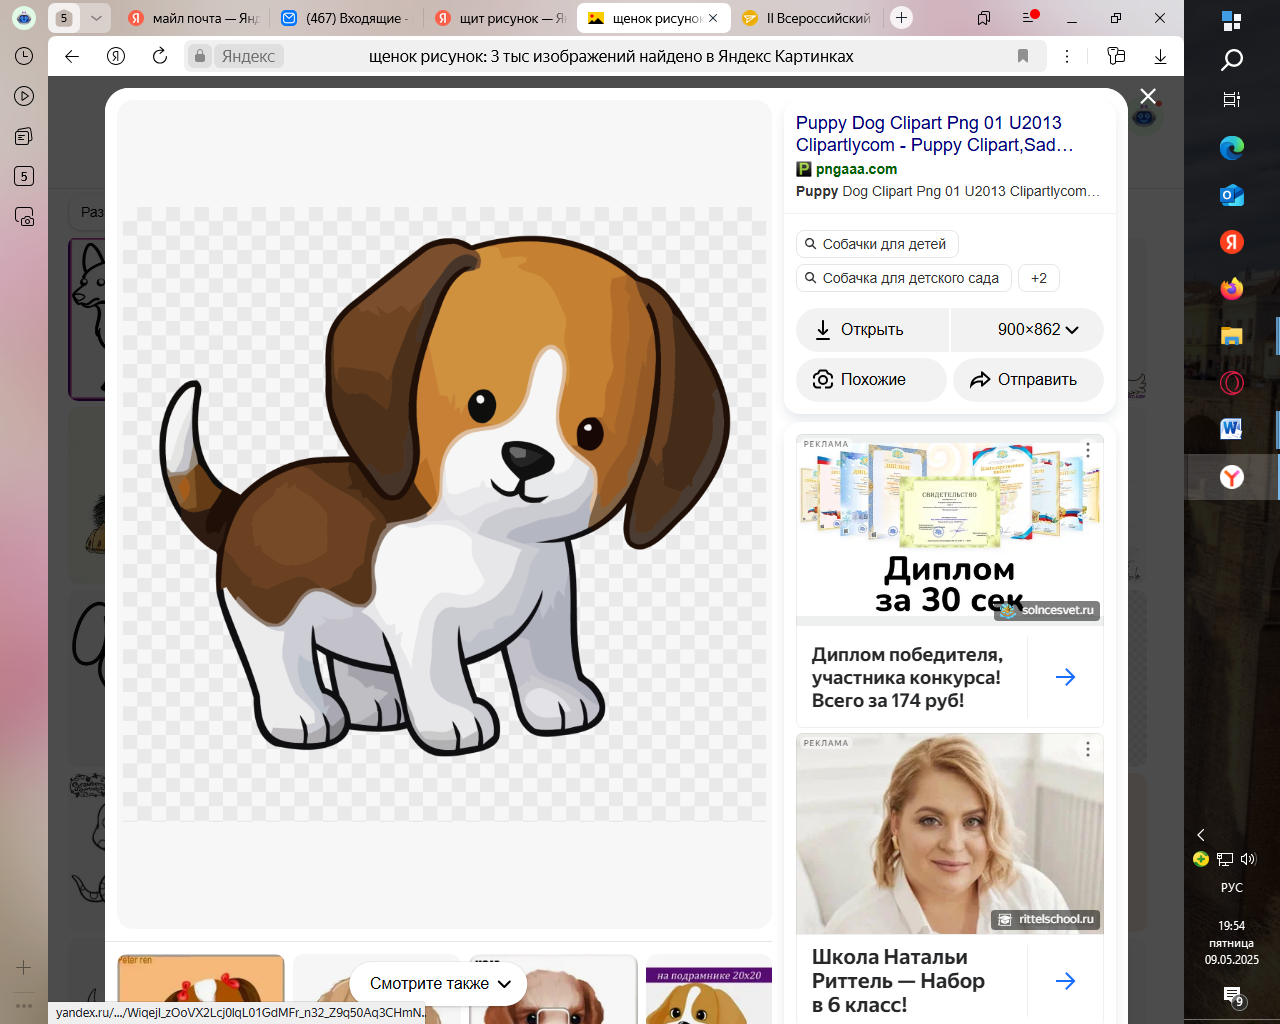 5
майл почта — Янд
(467) Входящие -
щит рисунок — Я
щенок рисунок
II Всероссийский
Яндекс
щенок рисунок: 3 тыс изображений найдено в Яндекс Картинках
5
Раз
Puppy Dog Clipart Png 01 U2013
Clipartlycom - Puppy Clipart,Sad…
pngaaa.com
Puppy Dog Clipart Png 01 U2013 Clipartlycom…
Собачки для детей
Собачка для детского сада
+2
Открыть
900×862
Похожие
Отправить
РЕКЛАМА
СВИДЕТЕЛЬСТВО
Диплом
за 30 сек
solncesvet.ru
Диплом победителя,
участника конкурса!
Всего за 174 руб!
РЕКЛАМА
rittelschool.ru
Школа Натальи
Риттель — Набор
в 6 класс!
на подрамнике 20x20
Смотрите также
yandex.ru/.../WiqejI_zOoVX2Lcj0lqL01GdMFr_n32_Z9q50Aq3CHmN..
РУС
19:54
пятница
09.05.2025
9